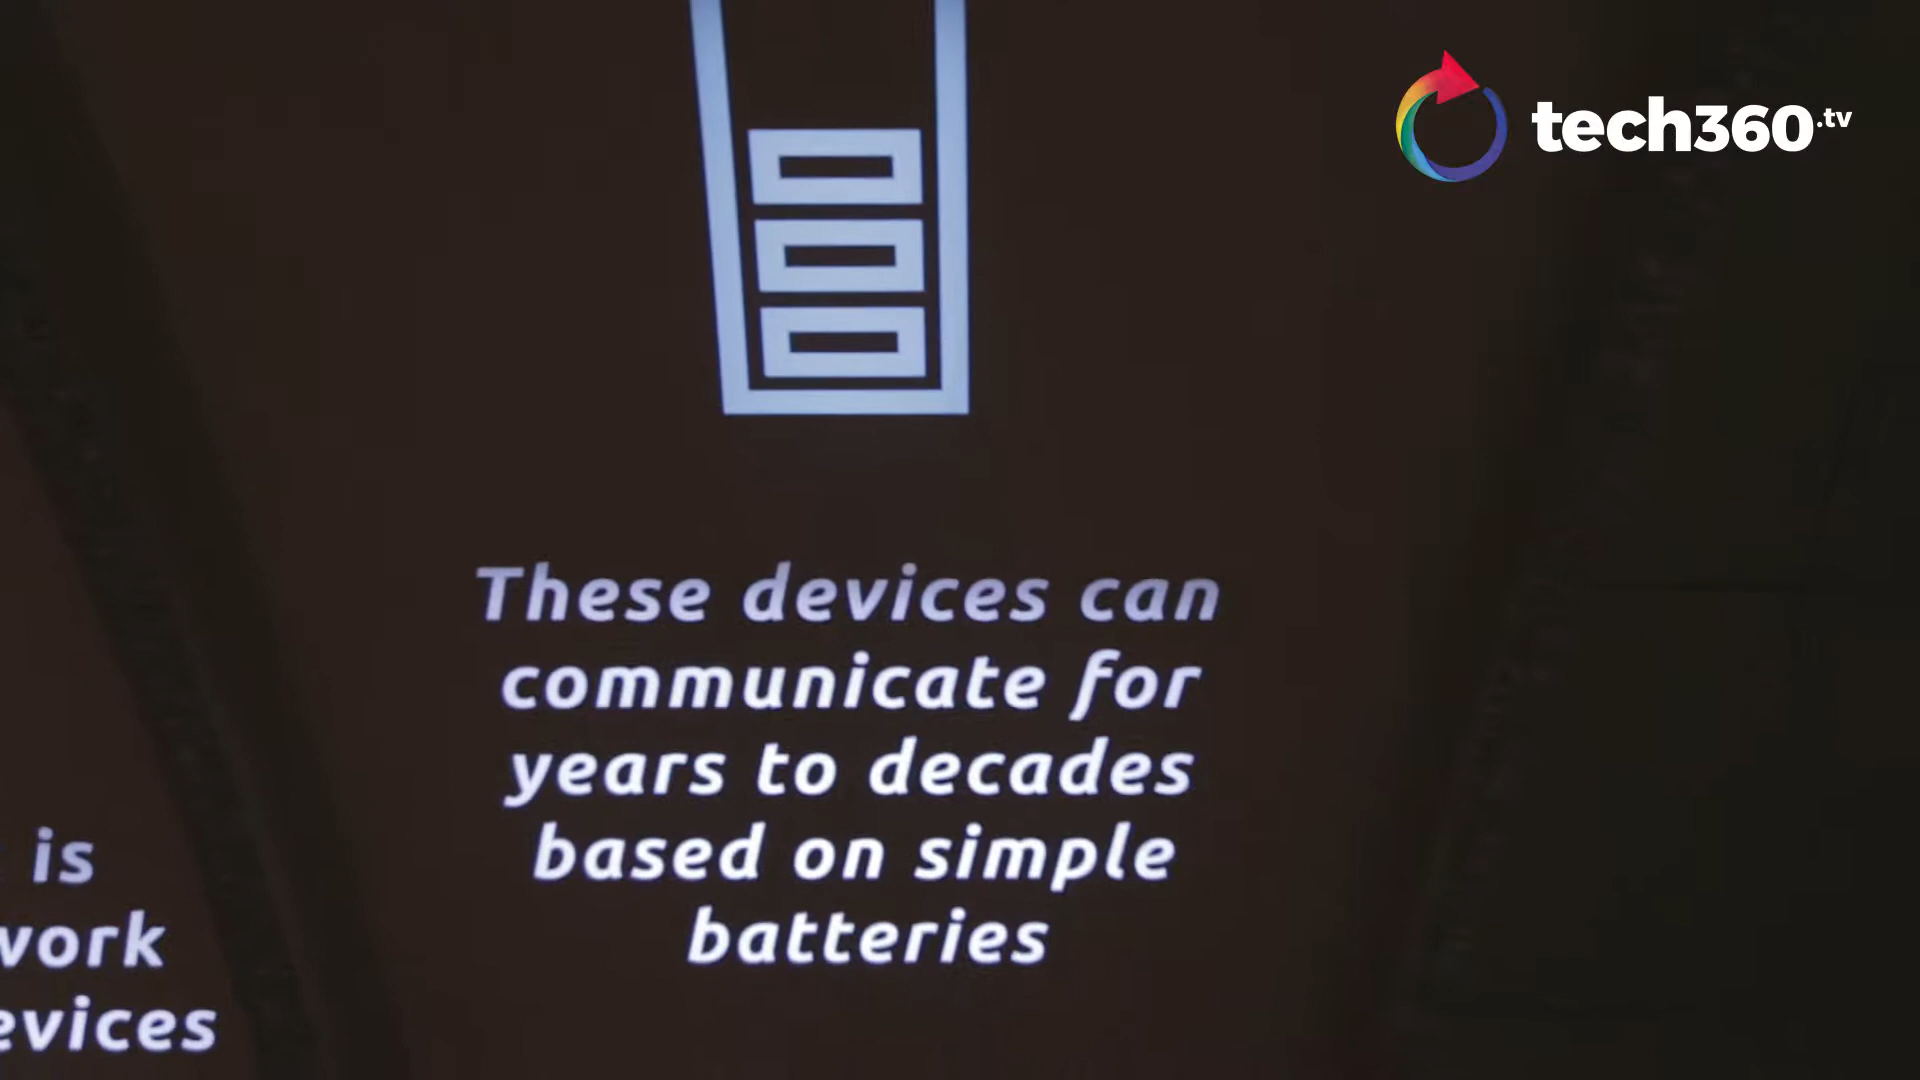 tech360.tv
These devices can
communicate for
years to decades
based on simple
batteries
is